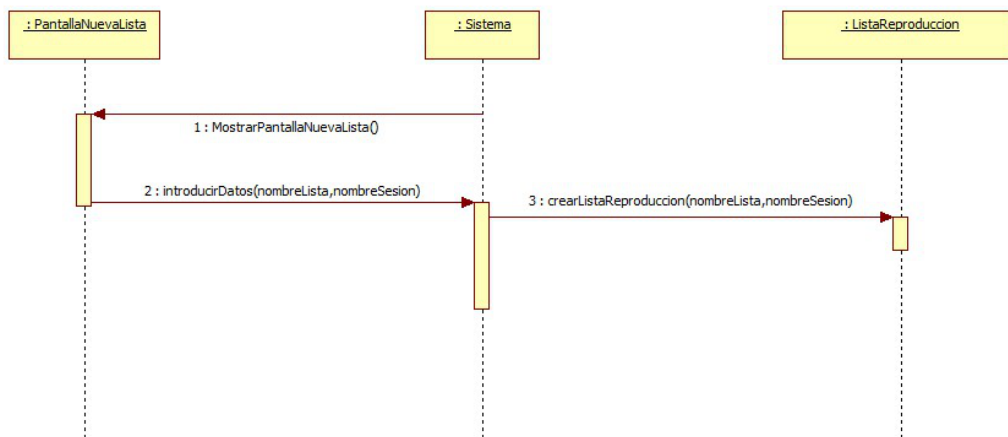 : PantallaNuevaLista
: Sistema
: ListaReproduccion
1 : MostrarPantallaNuevaLista()
2 : introducirDatos(nombreLista,nombreSesion)
3 : crearListaReproduccion(nombreLista,nombreSesion)